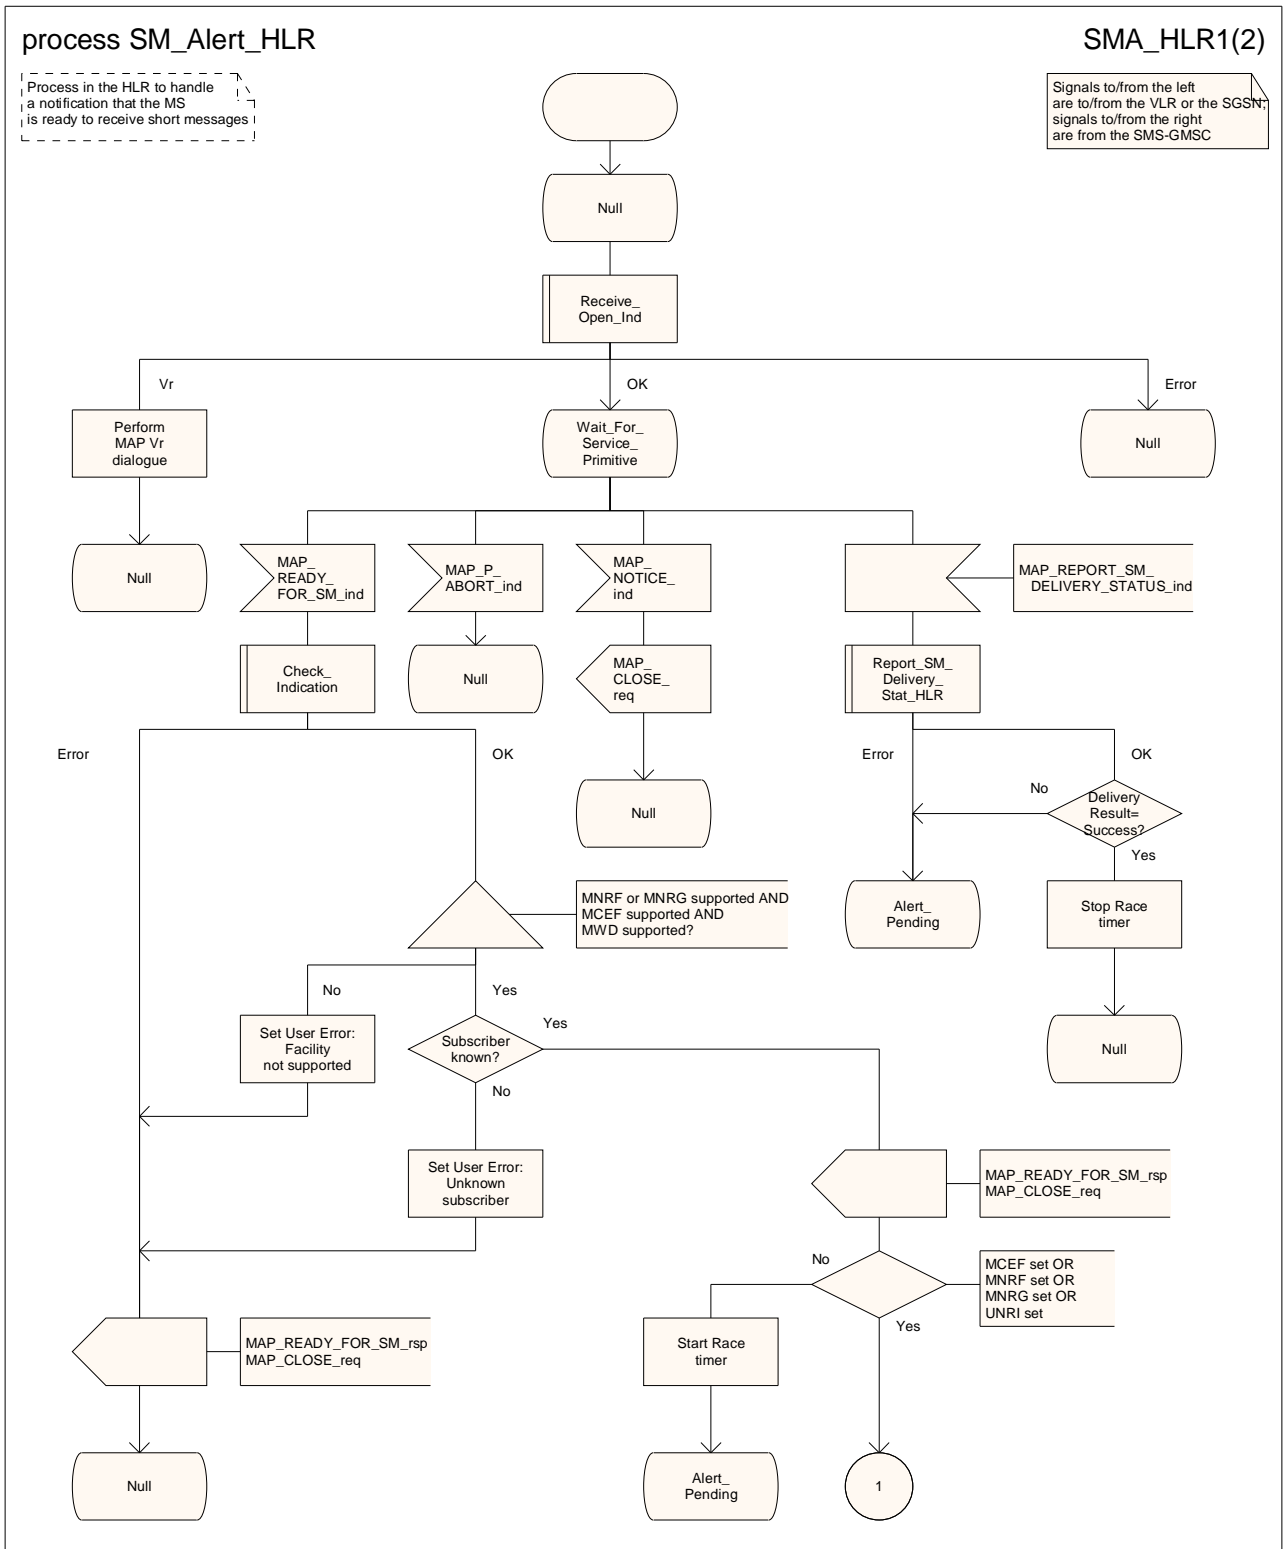 process SM_Alert_HLR
SMA_HLR1(2)
Process in the HLR to handle
a notification that the MS
is ready to receive short messages
Signals to/from the left
are to/from the VLR or the SGSN;
signals to/from the right
are from the SMS-GMSC
Null
Receive_
Open_Ind
Vr
OK
Error
Perform
MAP Vr
dialogue
Wait_For_
Service_
Primitive
Null
Null
MAP_
READY_
FOR_SM_ind
MAP_P_
ABORT_ind
MAP_
NOTICE_
ind
MAP_REPORT_SM_
DELIVERY_STATUS_ind
Check_
Indication
Null
MAP_
CLOSE_
req
Report_SM_
Delivery_
Stat_HLR
Error
OK
Error
OK
Null
No
Delivery
Result=
Success?
Yes
MNRF or MNRG supported AND
MCEF supported AND
MWD supported?
Alert_
Pending
Stop Race
timer
No
Yes
Set User Error:
Facility
not supported
Subscriber
known?
Yes
No
Null
Set User Error:
Unknown
subscriber
MAP_READY_FOR_SM_rsp
MAP_CLOSE_req
No
MCEF set OR
MNRF set OR
MNRG set OR
UNRI set
Yes
MAP_READY_FOR_SM_rsp
MAP_CLOSE_req
Start Race
timer
Null
Alert_
Pending
1